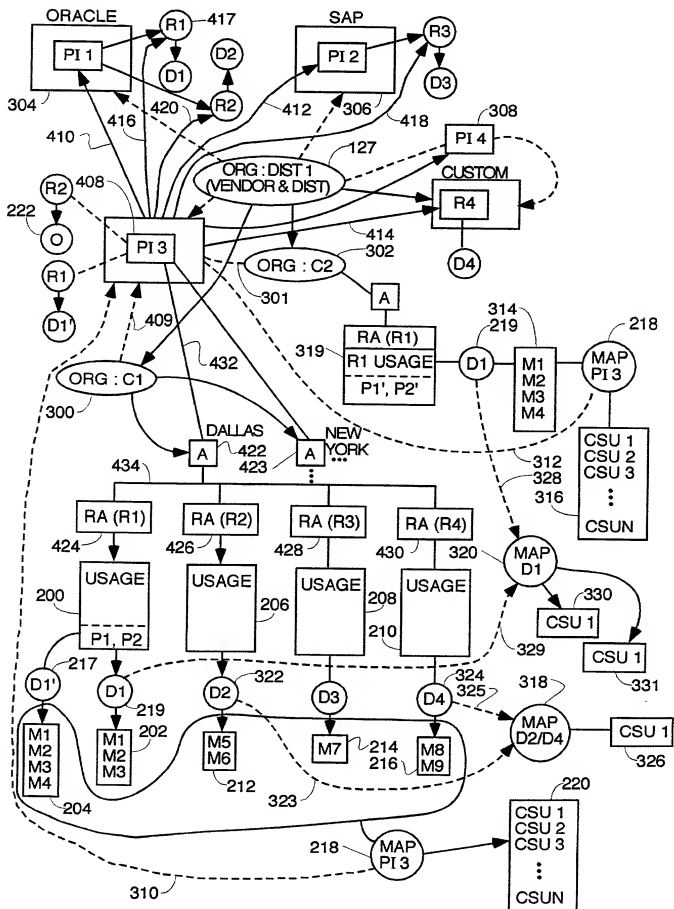 ORACLE
PI 1
304
R1
417
D1
D2
R2
420
416
410
SAP
PI 2
306
R3
D3
412
418
308
PI 4
ORG : DIST 1
(VENDOR & DIST)
127
CUSTOM
R4
D4
414
R2
222
O
R1
D1'
408
PI 3
302
ORG : C2
301
409
A
RA (R1)
R1 USAGE
P1', P2'
319
D1
219
314
M1
M2
M3
M4
218
MAP
PI 3
312
328
316
CSU 1
CSU 2
CSU 3
CSUN
432
ORG : C1
300
DALLAS
A
422
NEW
YORK
A
423
434
RA (R1)
424
RA (R2)
426
RA (R3)
428
RA (R4)
430
320
MAP
D1
330
CSU 1
CSU 1
331
329
200
USAGE
P1, P2
USAGE
206
USAGE
208
USAGE
210
217
D1'
D1
219
D2
322
D3
D4
324
325
318
MAP
D2/D4
CSU 1
326
M1
M2
M3
M4
204
M1
M2
M3
202
M5
M6
212
M7
214
M8
M9
216
323
220
CSU 1
CSU 2
CSU 3
CSUN
218
MAP
PI 3
310